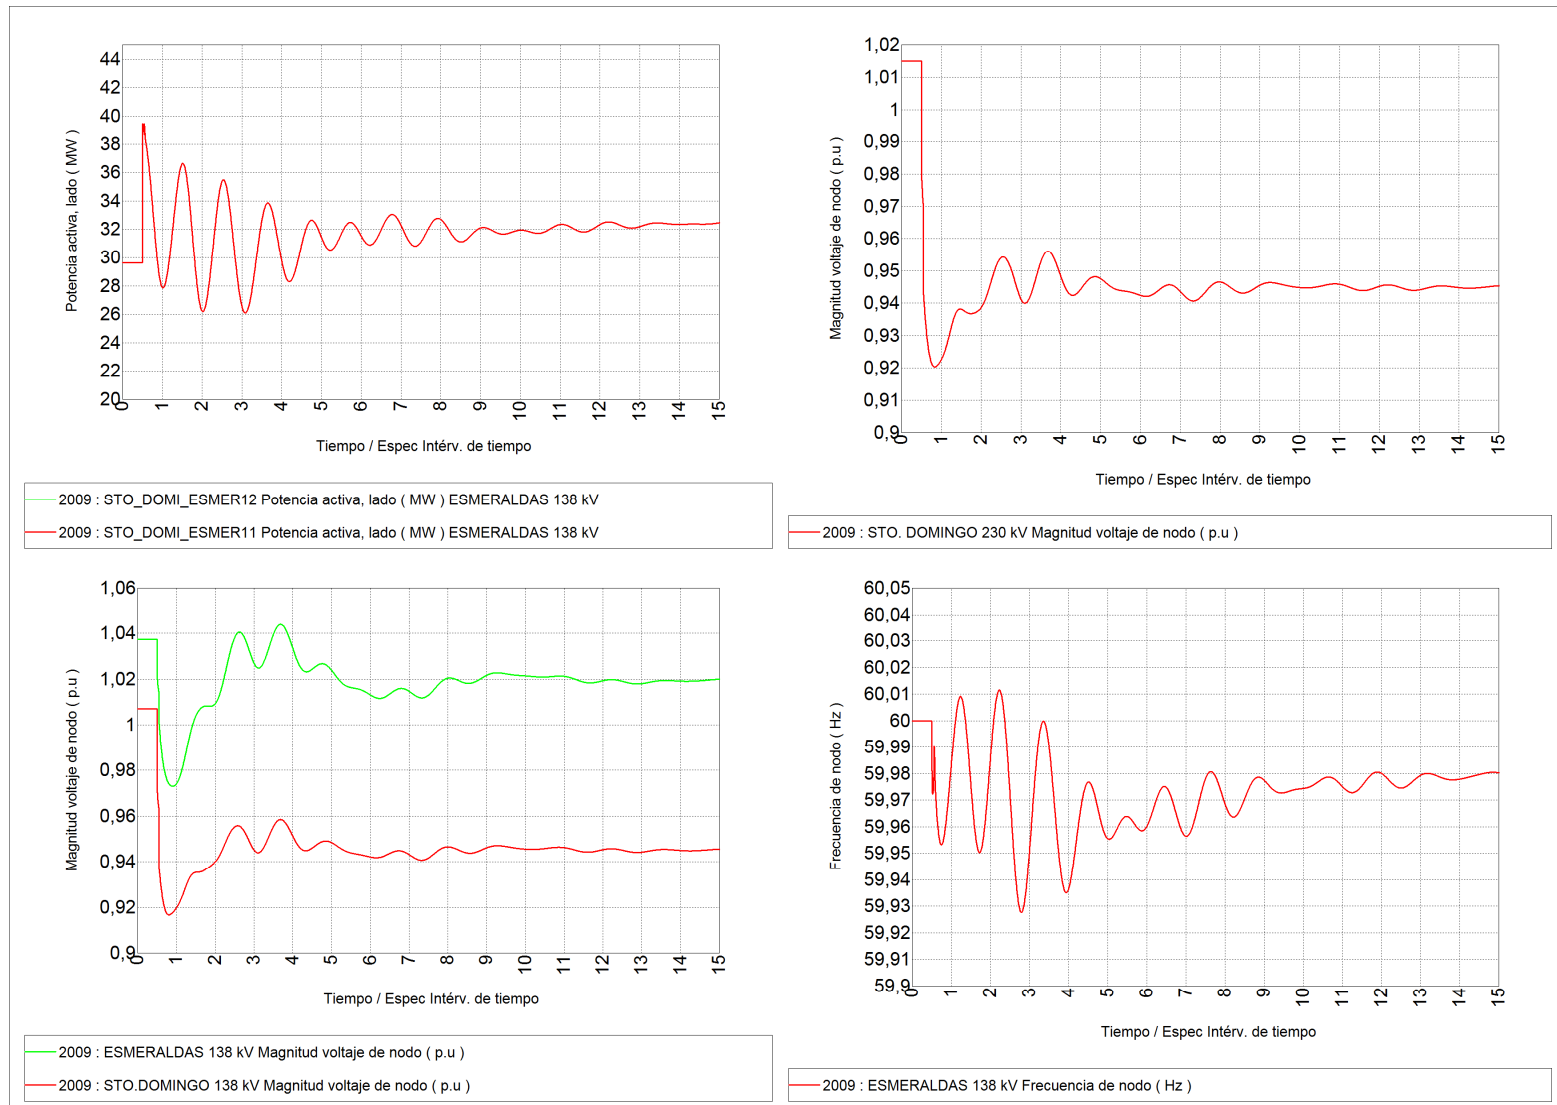 44
42
40
38
36
34
32
30
28
26
24
22
20
Potencia activa, lado ( MW )
0 1 2 3 4 5 6 7 8 9 10 11 12 13 14 15
Tiempo / Espec Intérv. de tiempo
2009 : STO_DOMI_ESMER12 Potencia activa, lado ( MW ) ESMERALDAS 138 kV
2009 : STO_DOMI_ESMER11 Potencia activa, lado ( MW ) ESMERALDAS 138 kV
1,02
1,01
1
0,99
0,98
0,97
0,96
0,95
0,94
0,93
0,92
0,91
0,9
Magnitud voltaje de nodo ( p.u )
0 1 2 3 4 5 6 7 8 9 10 11 12 13 14 15
Tiempo / Espec Intérv. de tiempo
2009 : STO. DOMINGO 230 kV Magnitud voltaje de nodo ( p.u )
1,06
1,04
1,02
1
0,98
0,96
0,94
0,92
0,9
Magnitud voltaje de nodo ( p.u )
0 1 2 3 4 5 6 7 8 9 10 11 12 13 14 15
Tiempo / Espec Intérv. de tiempo
2009 : ESMERALDAS 138 kV Magnitud voltaje de nodo ( p.u )
2009 : STO.DOMINGO 138 kV Magnitud voltaje de nodo ( p.u )
60,05
60,04
60,03
60,02
60,01
60
59,99
59,98
59,97
59,96
59,95
59,94
59,93
59,92
59,91
59,9
Frecuencia de nodo ( Hz )
0 1 2 3 4 5 6 7 8 9 10 11 12 13 14 15
Tiempo / Espec Intérv. de tiempo
2009 : ESMERALDAS 138 kV Frecuencia de nodo ( Hz )